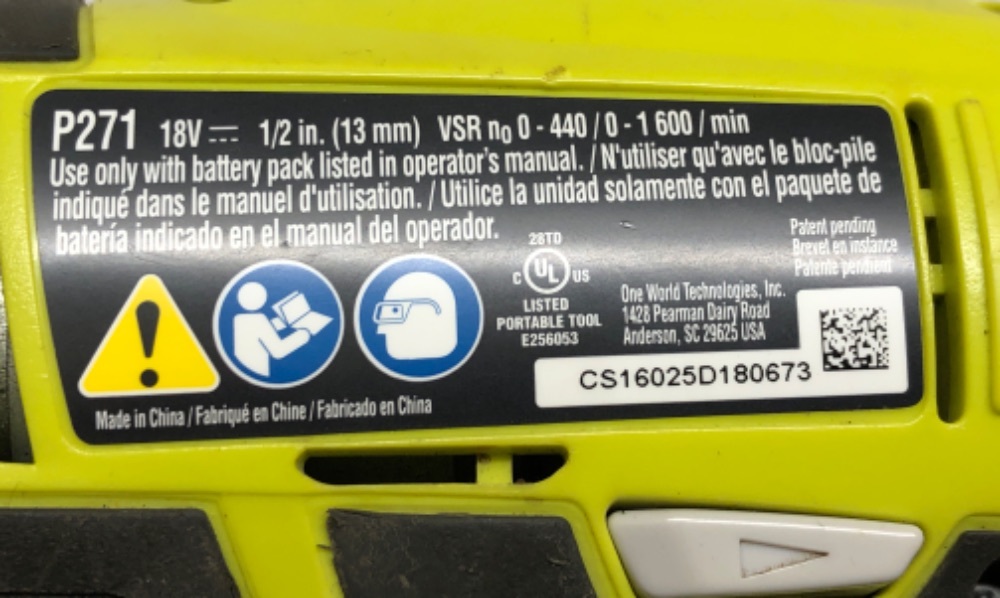 P271 18V ⎓ 1/2 in. (13 mm) VSR n₀ 0 - 440 / 0 - 1 600 / min
Use only with battery pack listed in operator's manual. / N'utiliser qu'avec le bloc-pile
indiqué dans le manuel d'utilisation. / Utilice la unidad solamente con el paquete de
batería indicado en el manual del operador.
Patent pending
Brevet en instance
Patente pendient
28TD
C UL US
LISTED
PORTABLE TOOL
E256053
One World Technologies, Inc.
1428 Pearman Dairy Road
Anderson, SC 29625 USA
CS16025D180673
Made in China / Fabriqué en Chine / Fabricado en China